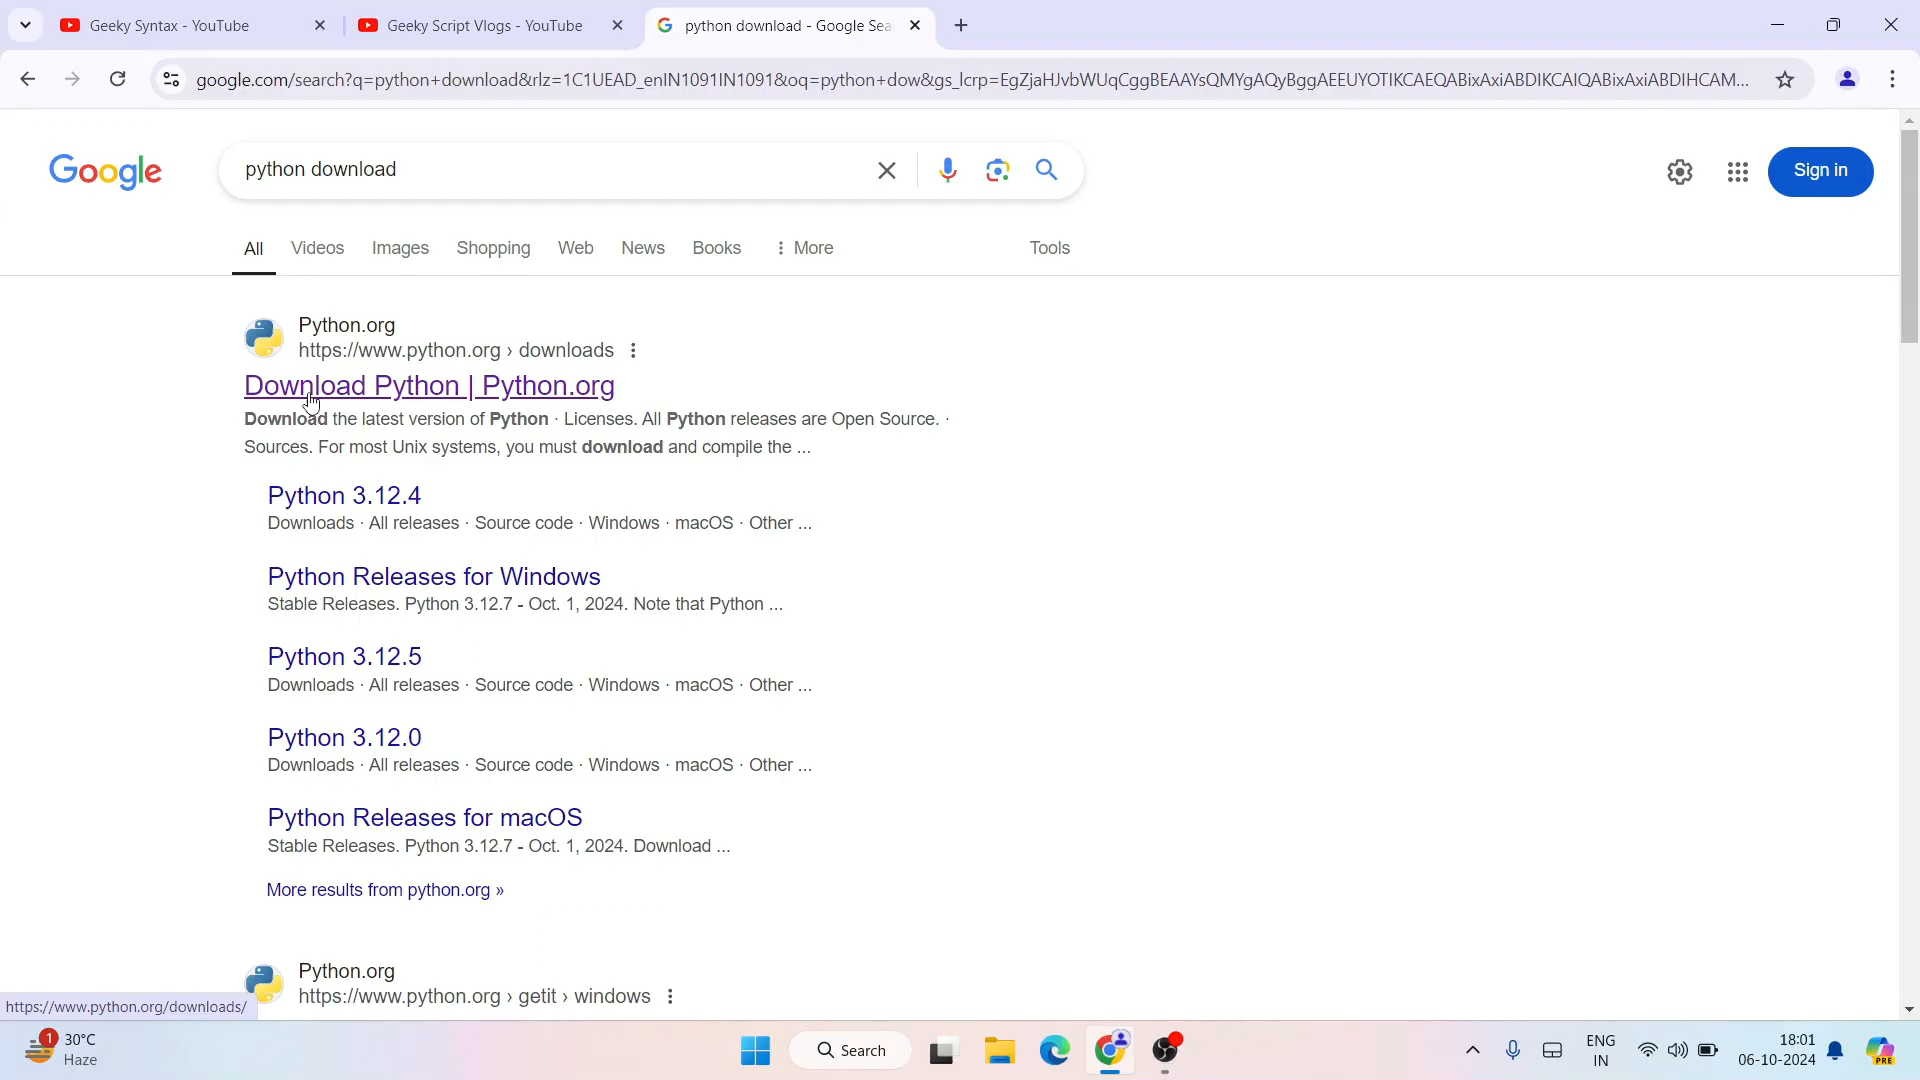 Geeky Syntax - YouTube
Geeky Script Vlogs - YouTube
python download - Google Sea
google.com/search?q=python+download&rlz=1C1UEAD_enIN1091IN1091&oq=python+dow&gs_lcrp=EgZjaHJvbWUqCggBEAAYsQMYgAQyBggAEEUYOTIKCAEQABixAxiABDIKCAIQABixAxiABDIHCAM...
Google
python download
Sign in
All Videos Images Shopping Web News Books More Tools
Python.org
https://www.python.org › downloads
Download Python | Python.org
Download the latest version of Python · Licenses. All Python releases are Open Source. ·
Sources. For most Unix systems, you must download and compile the ...
Python 3.12.4
Downloads · All releases · Source code · Windows · macOS · Other ...
Python Releases for Windows
Stable Releases. Python 3.12.7 - Oct. 1, 2024. Note that Python ...
Python 3.12.5
Downloads · All releases · Source code · Windows · macOS · Other ...
Python 3.12.0
Downloads · All releases · Source code · Windows · macOS · Other ...
Python Releases for macOS
Stable Releases. Python 3.12.7 - Oct. 1, 2024. Download ...
More results from python.org »
Python.org
https://www.python.org › getit › windows
https://www.python.org/downloads/
1
30°C
Haze
Search
ENG
IN
18:01
06-10-2024
PRE